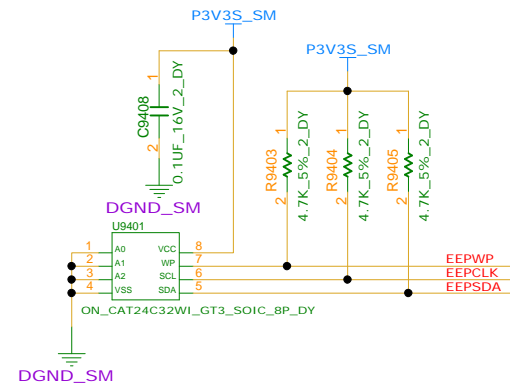 P3V3S_SM
P3V3S_SM
1
C9408
2
0.1UF_16V_2_DY
DGND_SM
1
R9403
2
4.7K_5%_2_DY
1
R9404
2
4.7K_5%_2_DY
1
R9405
2
4.7K_5%_2_DY
U9401
1 A0 VCC 8
2 A1 WP 7 EEPWP
3 A2 SCL 6 EEPCLK
4 VSS SDA 5 EEPSDA
ON_CAT24C32WI_GT3_SOIC_8P_DY
DGND_SM